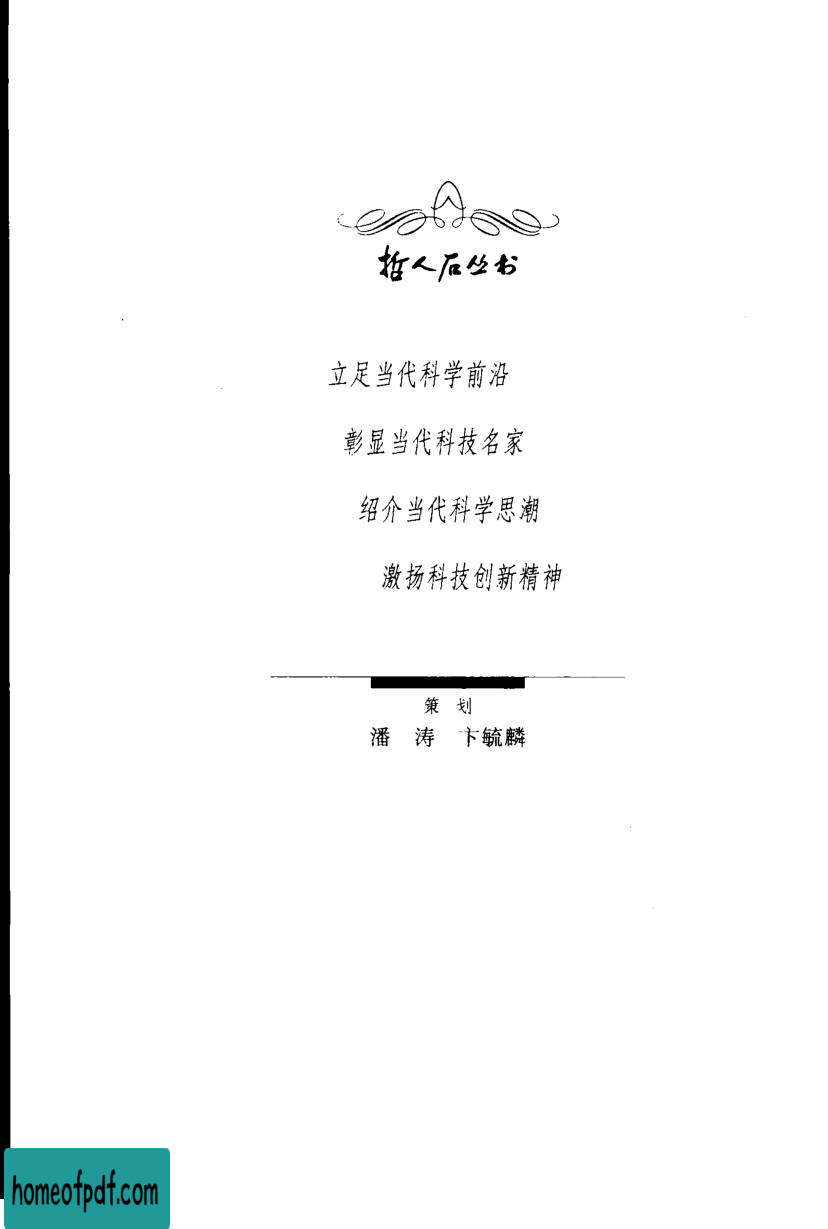 哲人石丛书
立足当代科学前沿
彰显当代科技名家
绍介当代科学思潮
激扬科技创新精神
策 划
潘 涛 卞毓麟
homeofpdf.com